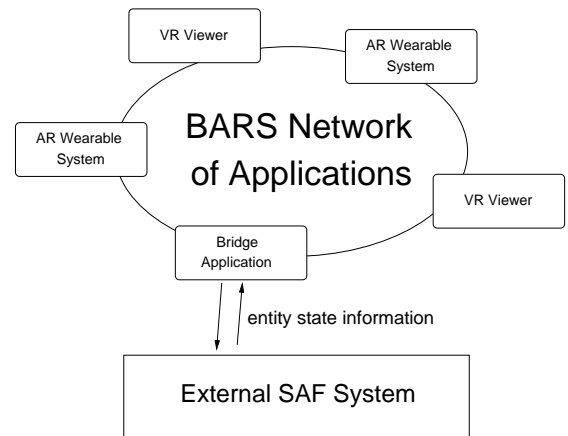 VR Viewer
AR Wearable
System
BARS Network
of Applications
AR Wearable
System
VR Viewer
Bridge
Application
entity state information
External SAF System